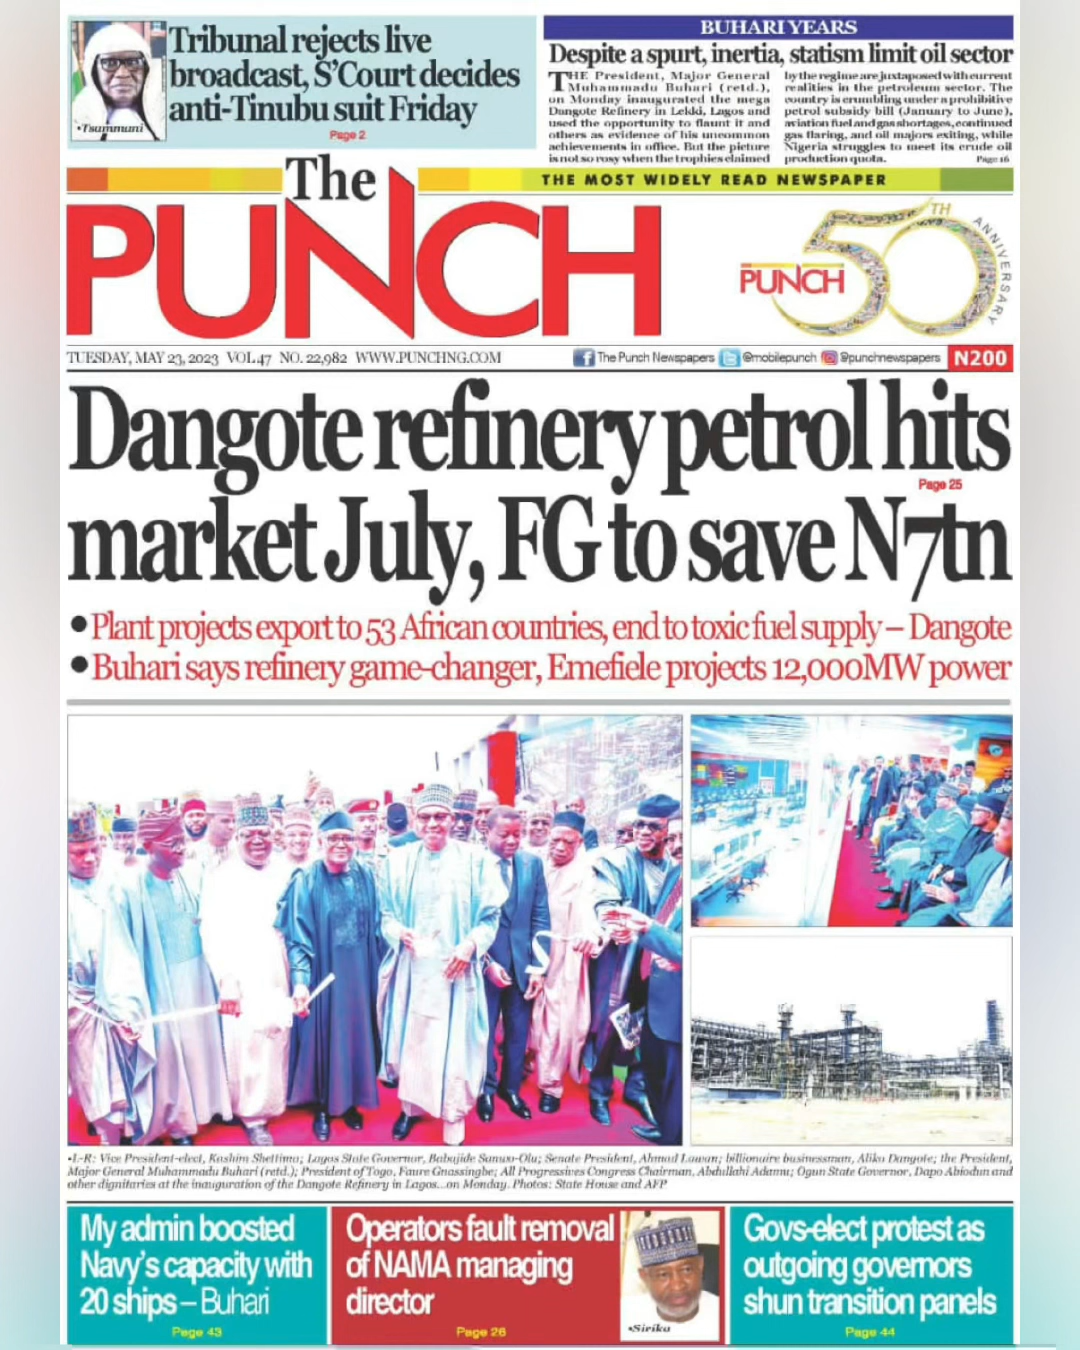 Tribunal rejects live
broadcast, S'Court decides
anti-Tinubu suit Friday
Page 2
•Tsammuni
BUHARI YEARS
Despite a spurt, inertia, statism limit oil sector
THE President, Major General
Muhammadu Buhari (retd.),
on Monday inaugurated the mega
Dangote Refinery in Lekki, Lagos and
used the opportunity to flaunt it and
others as evidence of his uncommon
achievements in office. But the picture
is not so rosy when the trophies claimed
by the regime are juxtaposed with current
realities in the petroleum sector. The
country is crumbling under a prohibitive
petrol subsidy bill (January to June),
aviation fuel and gas shortages, continued
gas flaring, and oil majors exiting, while
Nigeria struggles to meet its crude oil
production quota.
Page 16
The
PUNCH
THE MOST WIDELY READ NEWSPAPER
PUNCH
50TH
ANNIVERSARY
TUESDAY, MAY 23, 2023 VOL.47 NO. 22,982 WWW.PUNCHNG.COM
The Punch Newspapers @mobilepunch @punchnewspapers N200
Dangote refinery petrol hits
Page 25
market July, FG to save N7tn
•Plant projects export to 53 African countries, end to toxic fuel supply – Dangote
•Buhari says refinery game-changer, Emefiele projects 12,000MW power
•L-R: Vice President-elect, Kashim Shettima; Lagos State Governor, Babajide Sanwo-Olu; Senate President, Ahmad Lawan; billionaire businessman, Aliko Dangote; the President,
Major General Muhammadu Buhari (retd.); President of Togo, Faure Gnassingbe; All Progressives Congress Chairman, Abdullahi Adamu; Ogun State Governor, Dapo Abiodun and
other dignitaries at the inauguration of the Dangote Refinery in Lagos...on Monday. Photos: State House and AFP
My admin boosted
Navy's capacity with
20 ships – Buhari
Page 43
Operators fault removal
of NAMA managing
director
Page 26
•Sirika
Govs-elect protest as
outgoing governors
shun transition panels
Page 44